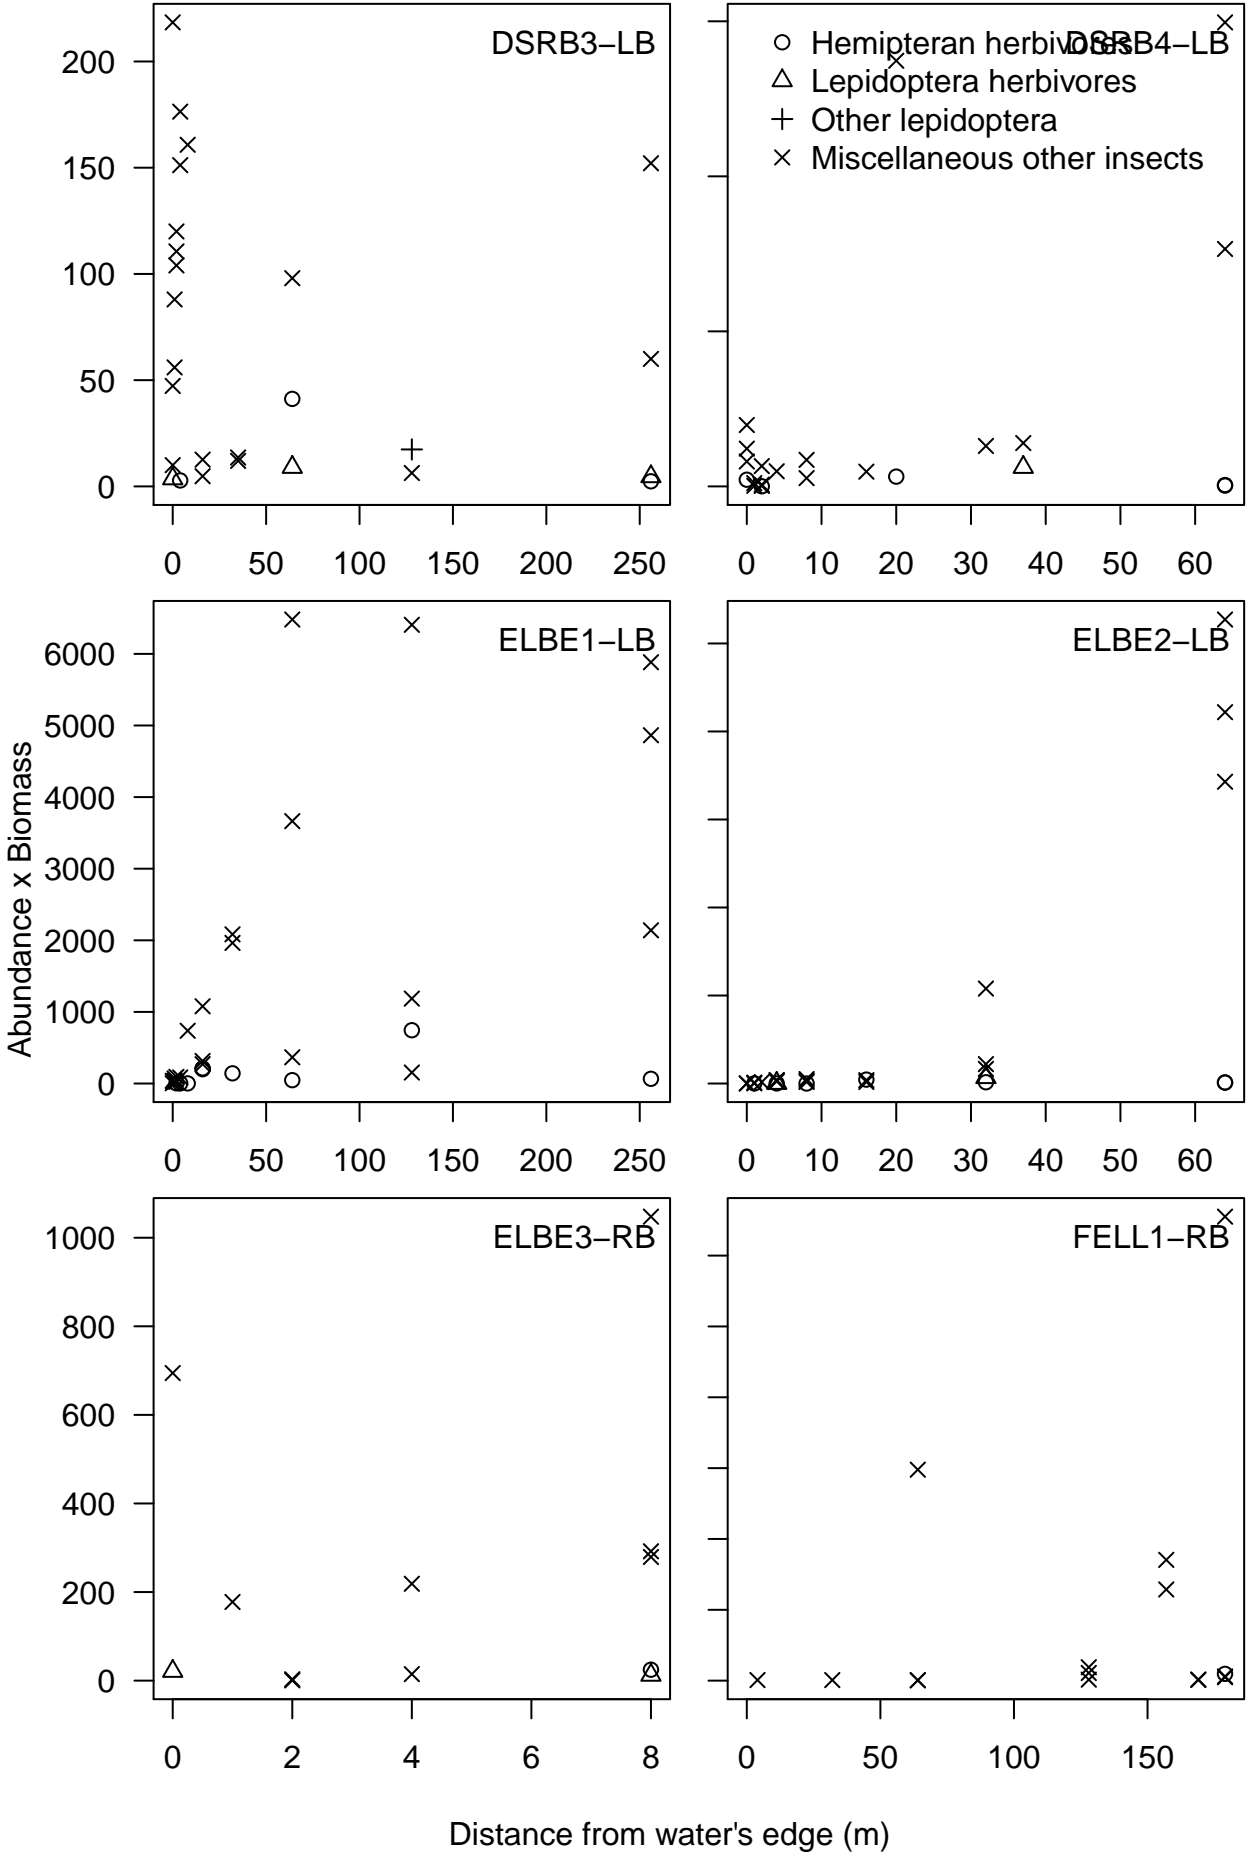 DSRB3−LB
200
150
100
50
0
0 50 100 150 200 250
DSRB4−LB
Hemipteran herbivores
Lepidoptera herbivores
Other lepidoptera
Miscellaneous other insects
0 10 20 30 40 50 60
Abundance x Biomass
ELBE1−LB
6000
5000
4000
3000
2000
1000
0
0 50 100 150 200 250
ELBE2−LB
0 10 20 30 40 50 60
ELBE3−RB
1000
800
600
400
200
0
0 2 4 6 8
FELL1−RB
0 50 100 150
Distance from water's edge (m)